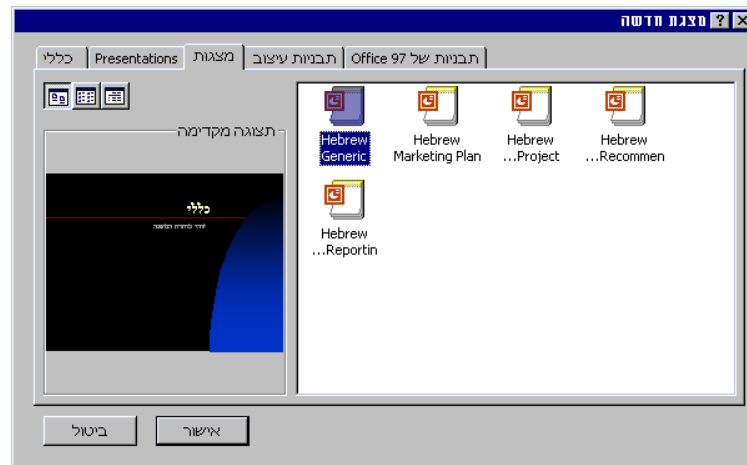 מצגת חדשה
כללי
Presentations
מצגות
תבניות עיצוב
תבניות של Office 97
תצוגה מקדימה
כללי
Hebrew
Generic
Hebrew
Marketing Plan
Hebrew
...Project
Hebrew
...Recommen
Hebrew
...Reportin
אישור
ביטול